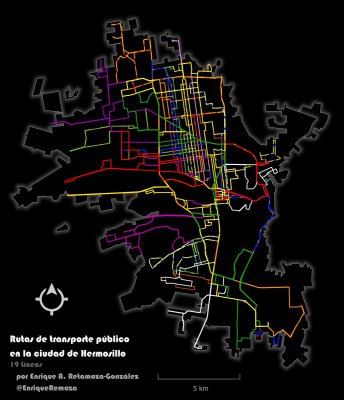 Rutas de transporte público
en la ciudad de Hermosillo
19 Líneas
por Enrique A. Retamoza-González
@EnriqueRemoza
5 km